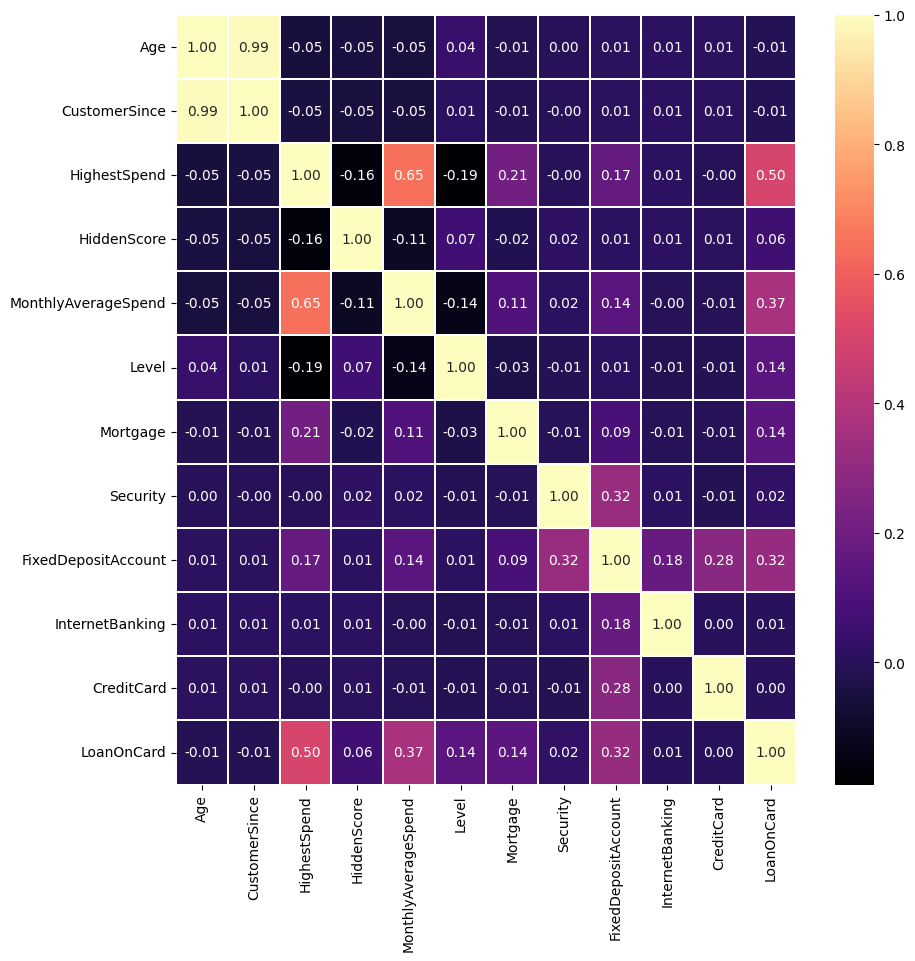 Age 1.00 0.99 -0.05 -0.05 -0.05 0.04 -0.01 0.00 0.01 0.01 0.01 -0.01
CustomerSince 0.99 1.00 -0.05 -0.05 -0.05 0.01 -0.01 -0.00 0.01 0.01 0.01 -0.01
HighestSpend -0.05 -0.05 1.00 -0.16 0.65 -0.19 0.21 -0.00 0.17 0.01 -0.00 0.50
HiddenScore -0.05 -0.05 -0.16 1.00 -0.11 0.07 -0.02 0.02 0.01 0.01 0.01 0.06
MonthlyAverageSpend -0.05 -0.05 0.65 -0.11 1.00 -0.14 0.11 0.02 0.14 -0.00 -0.01 0.37
Level 0.04 0.01 -0.19 0.07 -0.14 1.00 -0.03 -0.01 0.01 -0.01 -0.01 0.14
Mortgage -0.01 -0.01 0.21 -0.02 0.11 -0.03 1.00 -0.01 0.09 -0.01 -0.01 0.14
Security 0.00 -0.00 -0.00 0.02 0.02 -0.01 -0.01 1.00 0.32 0.01 -0.01 0.02
FixedDepositAccount 0.01 0.01 0.17 0.01 0.14 0.01 0.09 0.32 1.00 0.18 0.28 0.32
InternetBanking 0.01 0.01 0.01 0.01 -0.00 -0.01 -0.01 0.01 0.18 1.00 0.00 0.01
CreditCard 0.01 0.01 -0.00 0.01 -0.01 -0.01 -0.01 -0.01 0.28 0.00 1.00 0.00
LoanOnCard -0.01 -0.01 0.50 0.06 0.37 0.14 0.14 0.02 0.32 0.01 0.00 1.00
Age
CustomerSince
HighestSpend
HiddenScore
MonthlyAverageSpend
Level
Mortgage
Security
FixedDepositAccount
InternetBanking
CreditCard
LoanOnCard
1.0
0.8
0.6
0.4
0.2
0.0